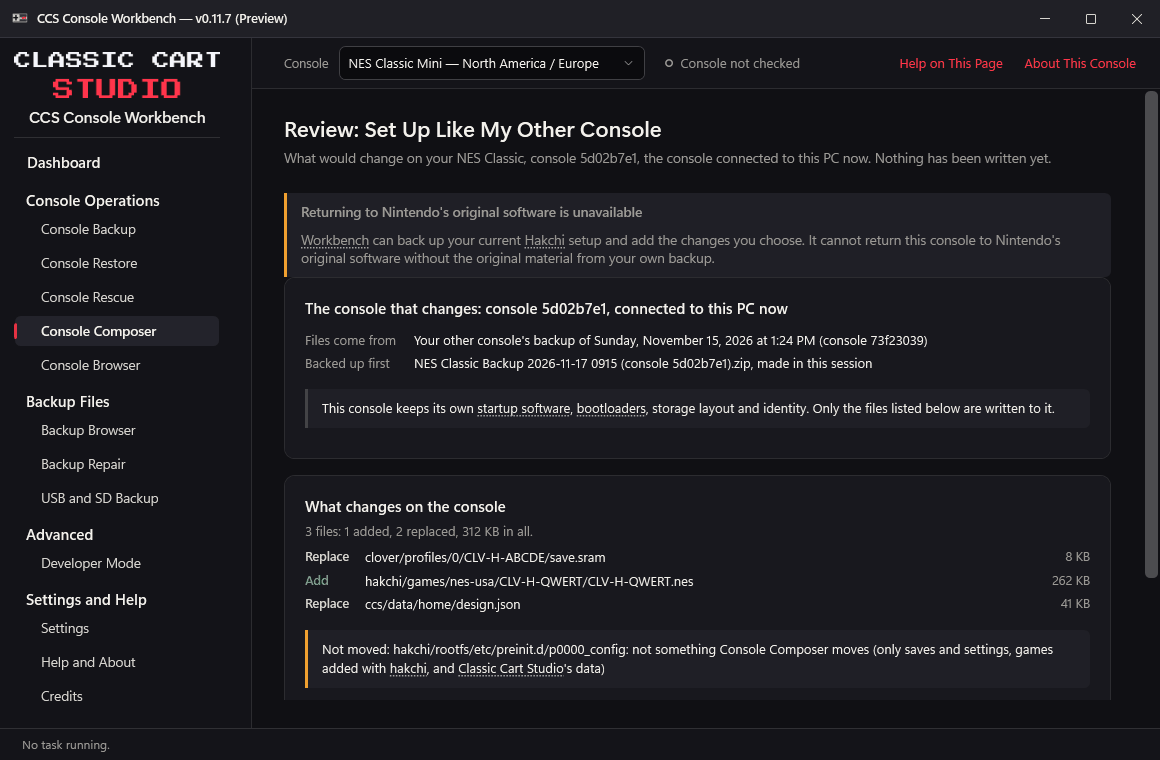 CCS Console Workbench — v0.11.7 (Preview)
CLASSIC CART
STUDIO
CCS Console Workbench
Dashboard
Console Operations
Console Backup
Console Restore
Console Rescue
Console Composer
Console Browser
Backup Files
Backup Browser
Backup Repair
USB and SD Backup
Advanced
Developer Mode
Settings and Help
Settings
Help and About
Credits
Console
NES Classic Mini — North America / Europe
Console not checked
Help on This Page
About This Console
Review: Set Up Like My Other Console
What would change on your NES Classic, console 5d02b7e1, the console connected to this PC now. Nothing has been written yet.
Returning to Nintendo's original software is unavailable
Workbench can back up your current Hakchi setup and add the changes you choose. It cannot return this console to Nintendo's
original software without the original material from your own backup.
The console that changes: console 5d02b7e1, connected to this PC now
Files come from Your other console's backup of Sunday, November 15, 2026 at 1:24 PM (console 73f23039)
Backed up first NES Classic Backup 2026-11-17 0915 (console 5d02b7e1).zip, made in this session
This console keeps its own startup software, bootloaders, storage layout and identity. Only the files listed below are written to it.
What changes on the console
3 files: 1 added, 2 replaced, 312 KB in all.
Replace clover/profiles/0/CLV-H-ABCDE/save.sram 8 KB
Add hakchi/games/nes-usa/CLV-H-QWERT/CLV-H-QWERT.nes 262 KB
Replace ccs/data/home/design.json 41 KB
Not moved: hakchi/rootfs/etc/preinit.d/p0000_config: not something Console Composer moves (only saves and settings, games
added with hakchi, and Classic Cart Studio's data)
No task running.